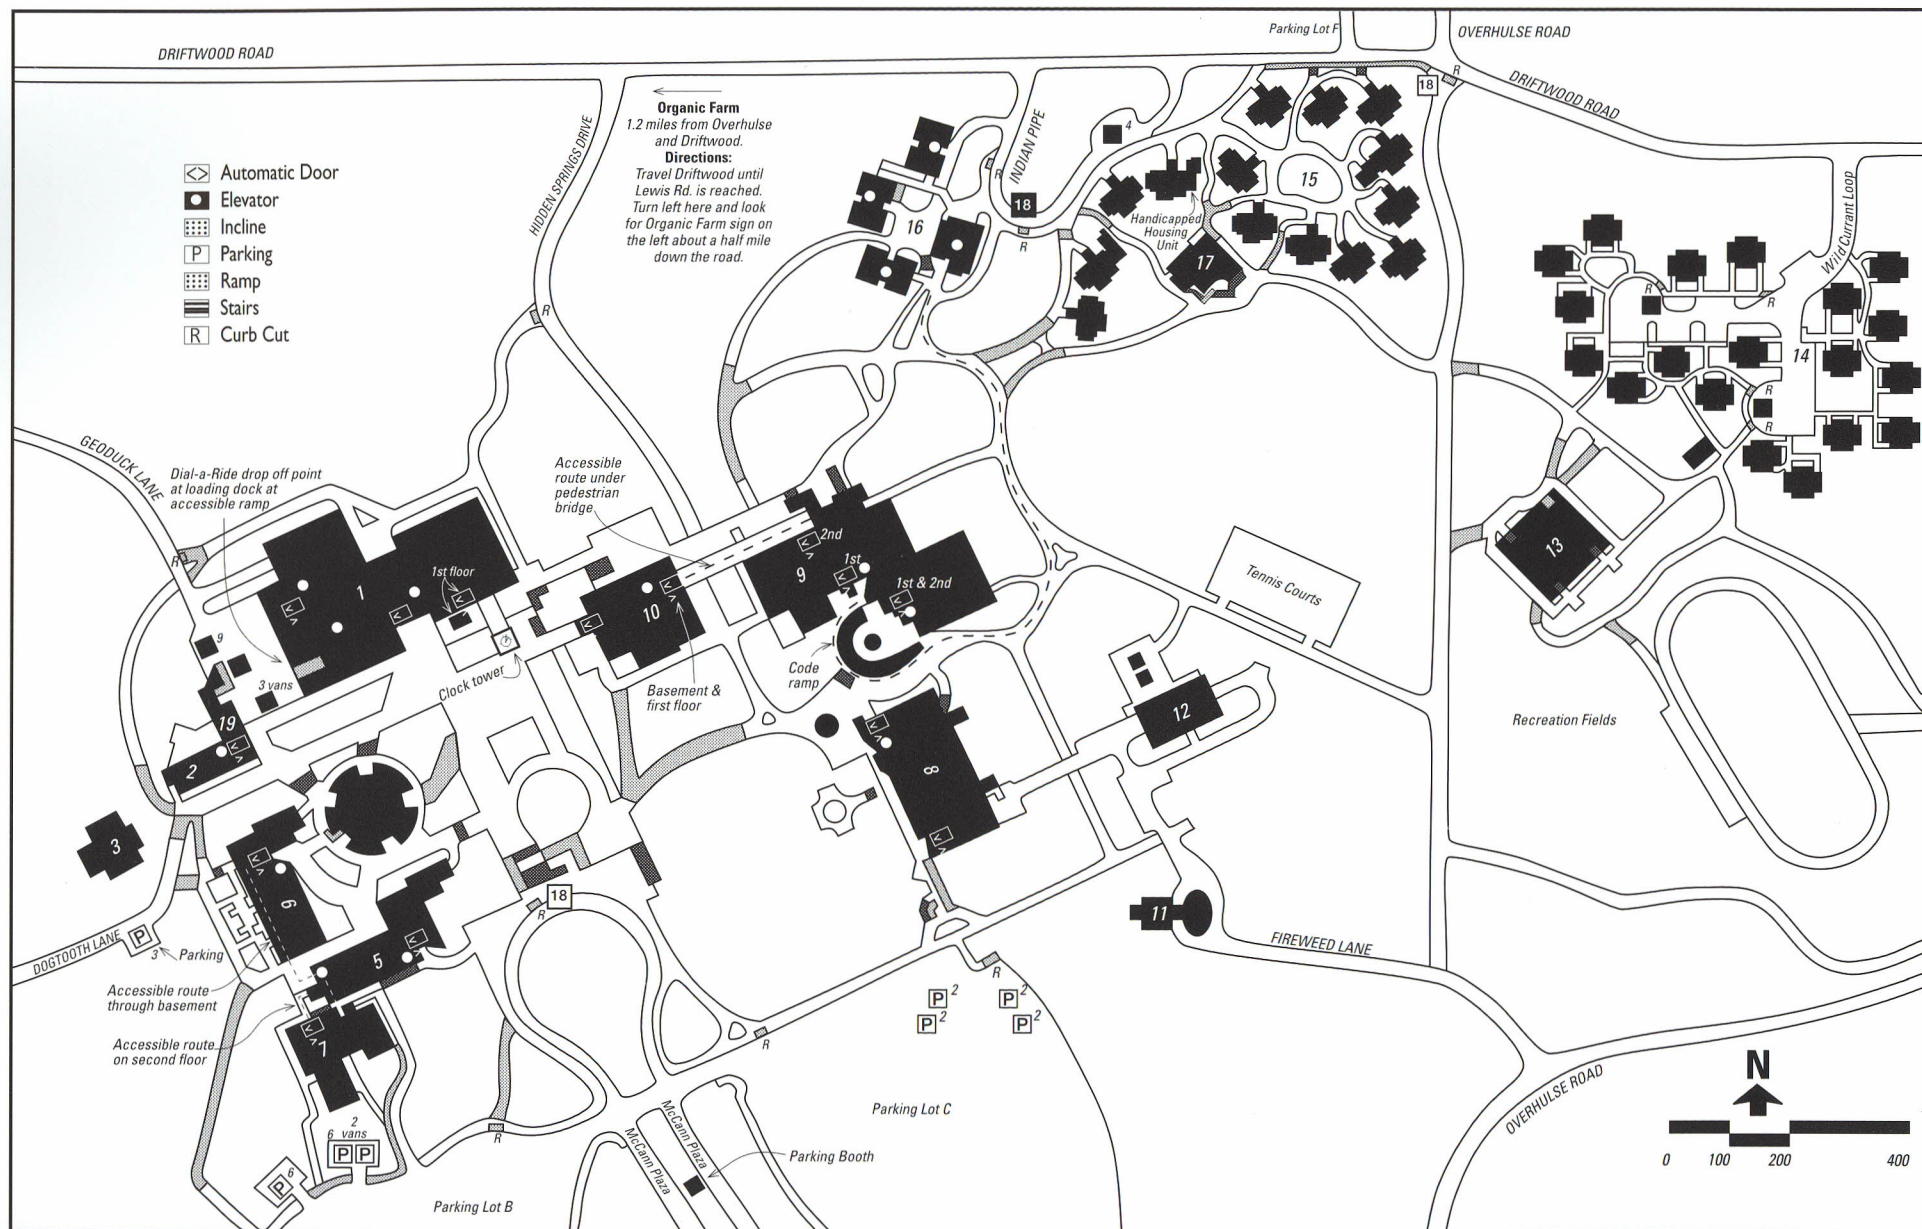 Parking Lot F
OVERHULSE ROAD
DRIFTWOOD ROAD
DRIFTWOOD ROAD
18
R
Organic Farm
1.2 miles from Overhulse
and Driftwood.
Directions:
Travel Driftwood until
Lewis Rd. is reached.
Turn left here and look
for Organic Farm sign on
the left about a half mile
down the road.
HIDDEN SPRINGS DRIVE
INDIAN PIPE
4
R
18
R
16
15
Handicapped
Housing
Unit
17
Wild Currant Loop
<> Automatic Door
Elevator
Incline
P Parking
Ramp
Stairs
R Curb Cut
R
R
R
14
R
R
GEODUCK LANE
Dial-a-Ride drop off point
at loading dock at
accessible ramp
Accessible
route under
pedestrian
bridge
R
1
1st floor
2nd
1st
9
1st & 2nd
10
13
Tennis Courts
9
3 vans
Clock tower
Basement &
first floor
Code
ramp
19
2
12
Recreation Fields
8
3
6
18
R
11
DOGTOOTH LANE
P
3 Parking
5
FIREWEED LANE
Accessible route
through basement
R
P 2
P 2
P 2
P 2
Accessible route
on second floor
7
R
OVERHULSE ROAD
N
0 100 200 400
Parking Lot C
McCann Plaza
McCann Plaza
Parking Booth
R
2
6 vans
P P
6
P
Parking Lot B